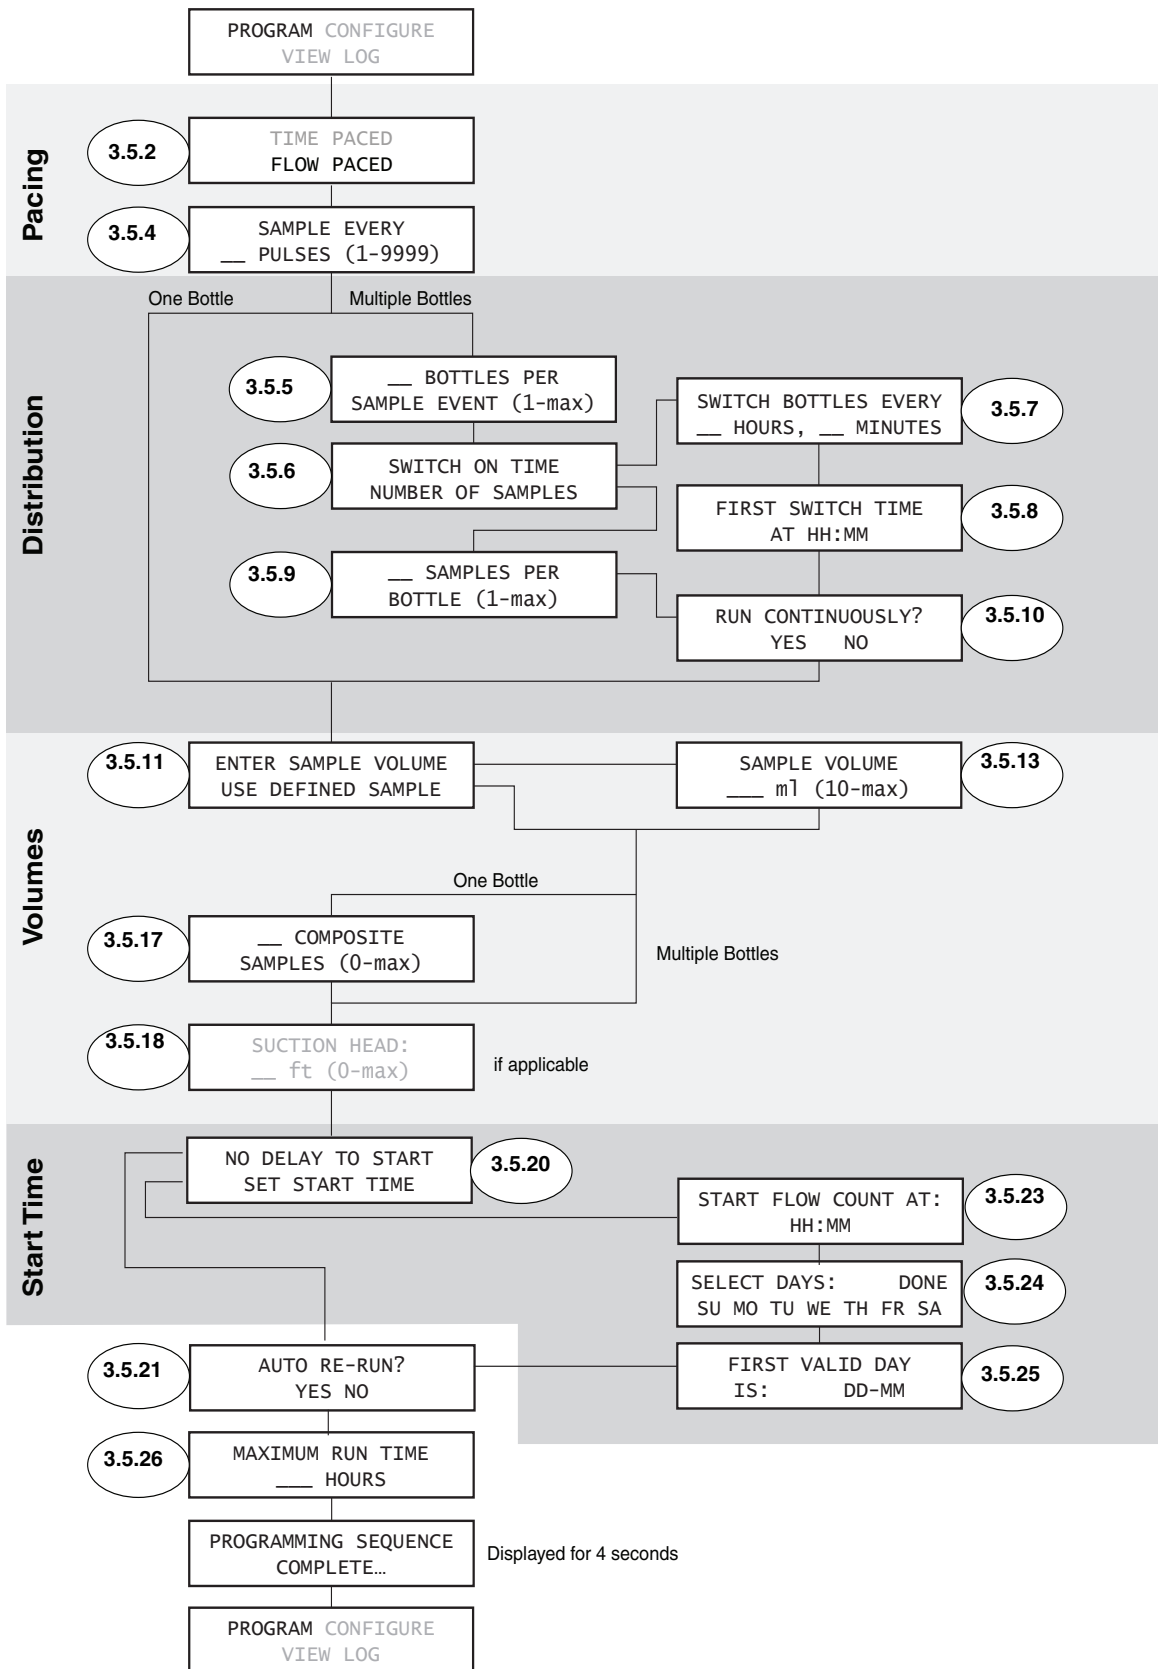 PROGRAM CONFIGURE
VIEW LOG
Pacing
3.5.2
TIME PACED
FLOW PACED
3.5.4
SAMPLE EVERY
__ PULSES (1-9999)
One Bottle
Multiple Bottles
Distribution
3.5.5
__ BOTTLES PER
SAMPLE EVENT (1-max)
3.5.6
SWITCH ON TIME
NUMBER OF SAMPLES
SWITCH BOTTLES EVERY
__ HOURS, __ MINUTES
3.5.7
FIRST SWITCH TIME
AT HH:MM
3.5.8
3.5.9
__ SAMPLES PER
BOTTLE (1-max)
RUN CONTINUOUSLY?
YES NO
3.5.10
Volumes
3.5.11
ENTER SAMPLE VOLUME
USE DEFINED SAMPLE
SAMPLE VOLUME
___ ml (10-max)
3.5.13
One Bottle
3.5.17
__ COMPOSITE
SAMPLES (0-max)
Multiple Bottles
3.5.18
SUCTION HEAD:
__ ft (0-max)
if applicable
Start Time
NO DELAY TO START
SET START TIME
3.5.20
START FLOW COUNT AT:
HH:MM
3.5.23
SELECT DAYS: DONE
SU MO TU WE TH FR SA
3.5.24
FIRST VALID DAY
IS: DD-MM
3.5.25
3.5.21
AUTO RE-RUN?
YES NO
3.5.26
MAXIMUM RUN TIME
___ HOURS
PROGRAMMING SEQUENCE
COMPLETE…
Displayed for 4 seconds
PROGRAM CONFIGURE
VIEW LOG